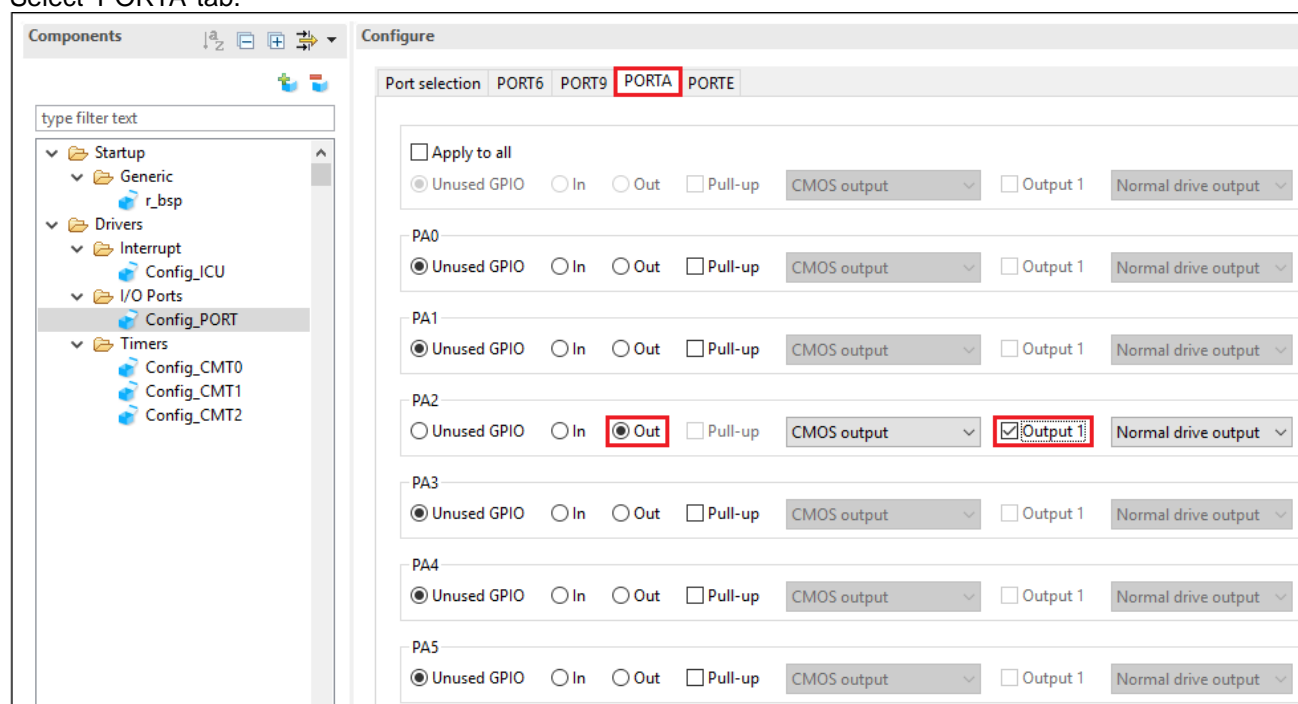 Select 'PORTA' tab.
Components
Configure
Port selection PORT6 PORT9 PORTA PORTE
type filter text
Startup
Generic
r_bsp
Drivers
Interrupt
Config_ICU
I/O Ports
Config_PORT
Timers
Config_CMT0
Config_CMT1
Config_CMT2
Apply to all
Unused GPIO In Out Pull-up CMOS output Output 1 Normal drive output
PA0
Unused GPIO In Out Pull-up CMOS output Output 1 Normal drive output
PA1
Unused GPIO In Out Pull-up CMOS output Output 1 Normal drive output
PA2
Unused GPIO In Out Pull-up CMOS output Output 1 Normal drive output
PA3
Unused GPIO In Out Pull-up CMOS output Output 1 Normal drive output
PA4
Unused GPIO In Out Pull-up CMOS output Output 1 Normal drive output
PA5
Unused GPIO In Out Pull-up CMOS output Output 1 Normal drive output